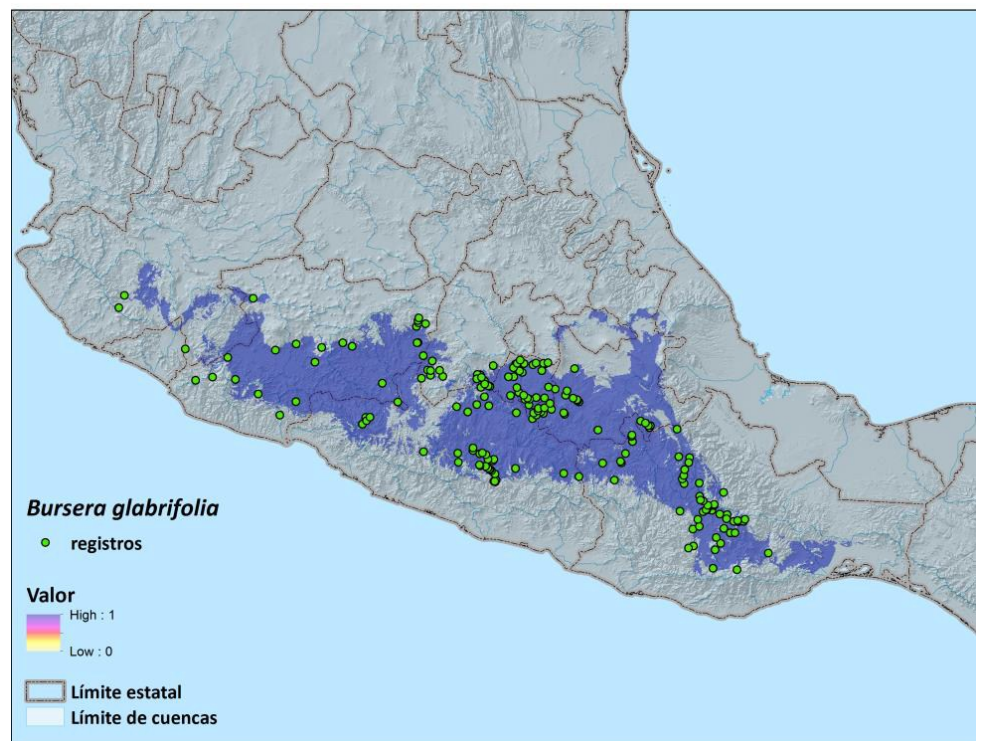 Bursera glabrifolia
registros
Valor
High : 1
Low : 0
Límite estatal
Límite de cuencas